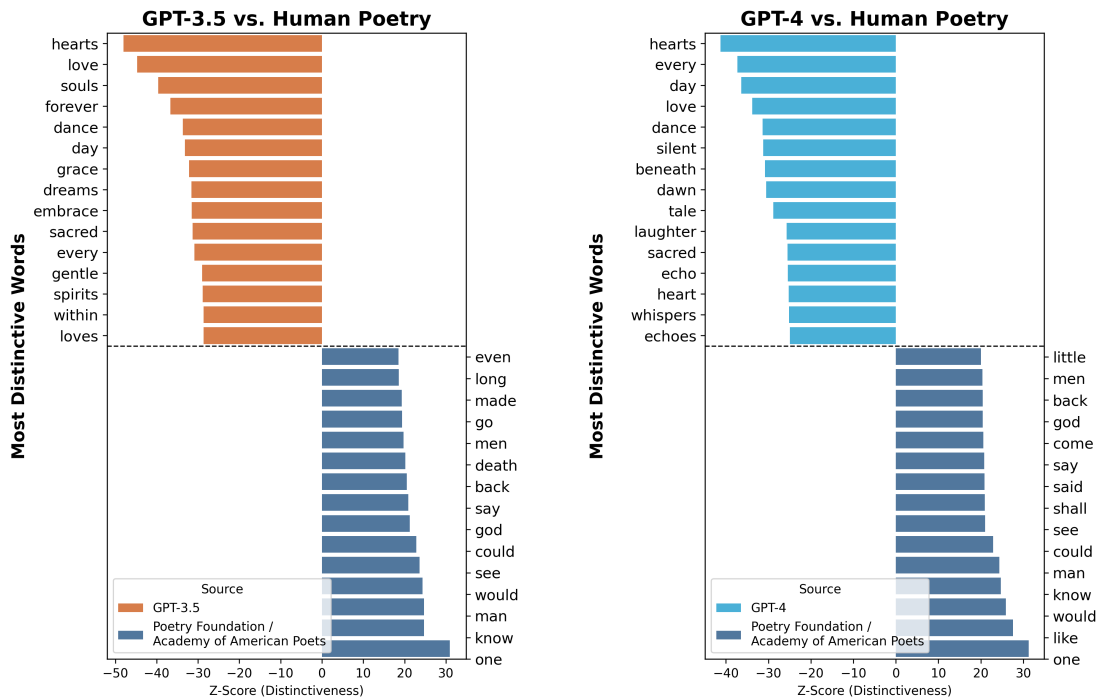 GPT-3.5 vs. Human Poetry
Most Distinctive Words
hearts
love
souls
forever
dance
day
grace
dreams
embrace
sacred
every
gentle
spirits
within
loves
even
long
made
go
men
death
back
say
god
could
see
would
man
know
one
Source
GPT-3.5
Poetry Foundation /
Academy of American Poets
−50 −40 −30 −20 −10 0 10 20 30
Z-Score (Distinctiveness)
GPT-4 vs. Human Poetry
Most Distinctive Words
hearts
every
day
love
dance
silent
beneath
dawn
tale
laughter
sacred
echo
heart
whispers
echoes
little
men
back
god
come
say
said
shall
see
could
man
know
would
like
one
Source
GPT-4
Poetry Foundation /
Academy of American Poets
−40 −30 −20 −10 0 10 20 30
Z-Score (Distinctiveness)